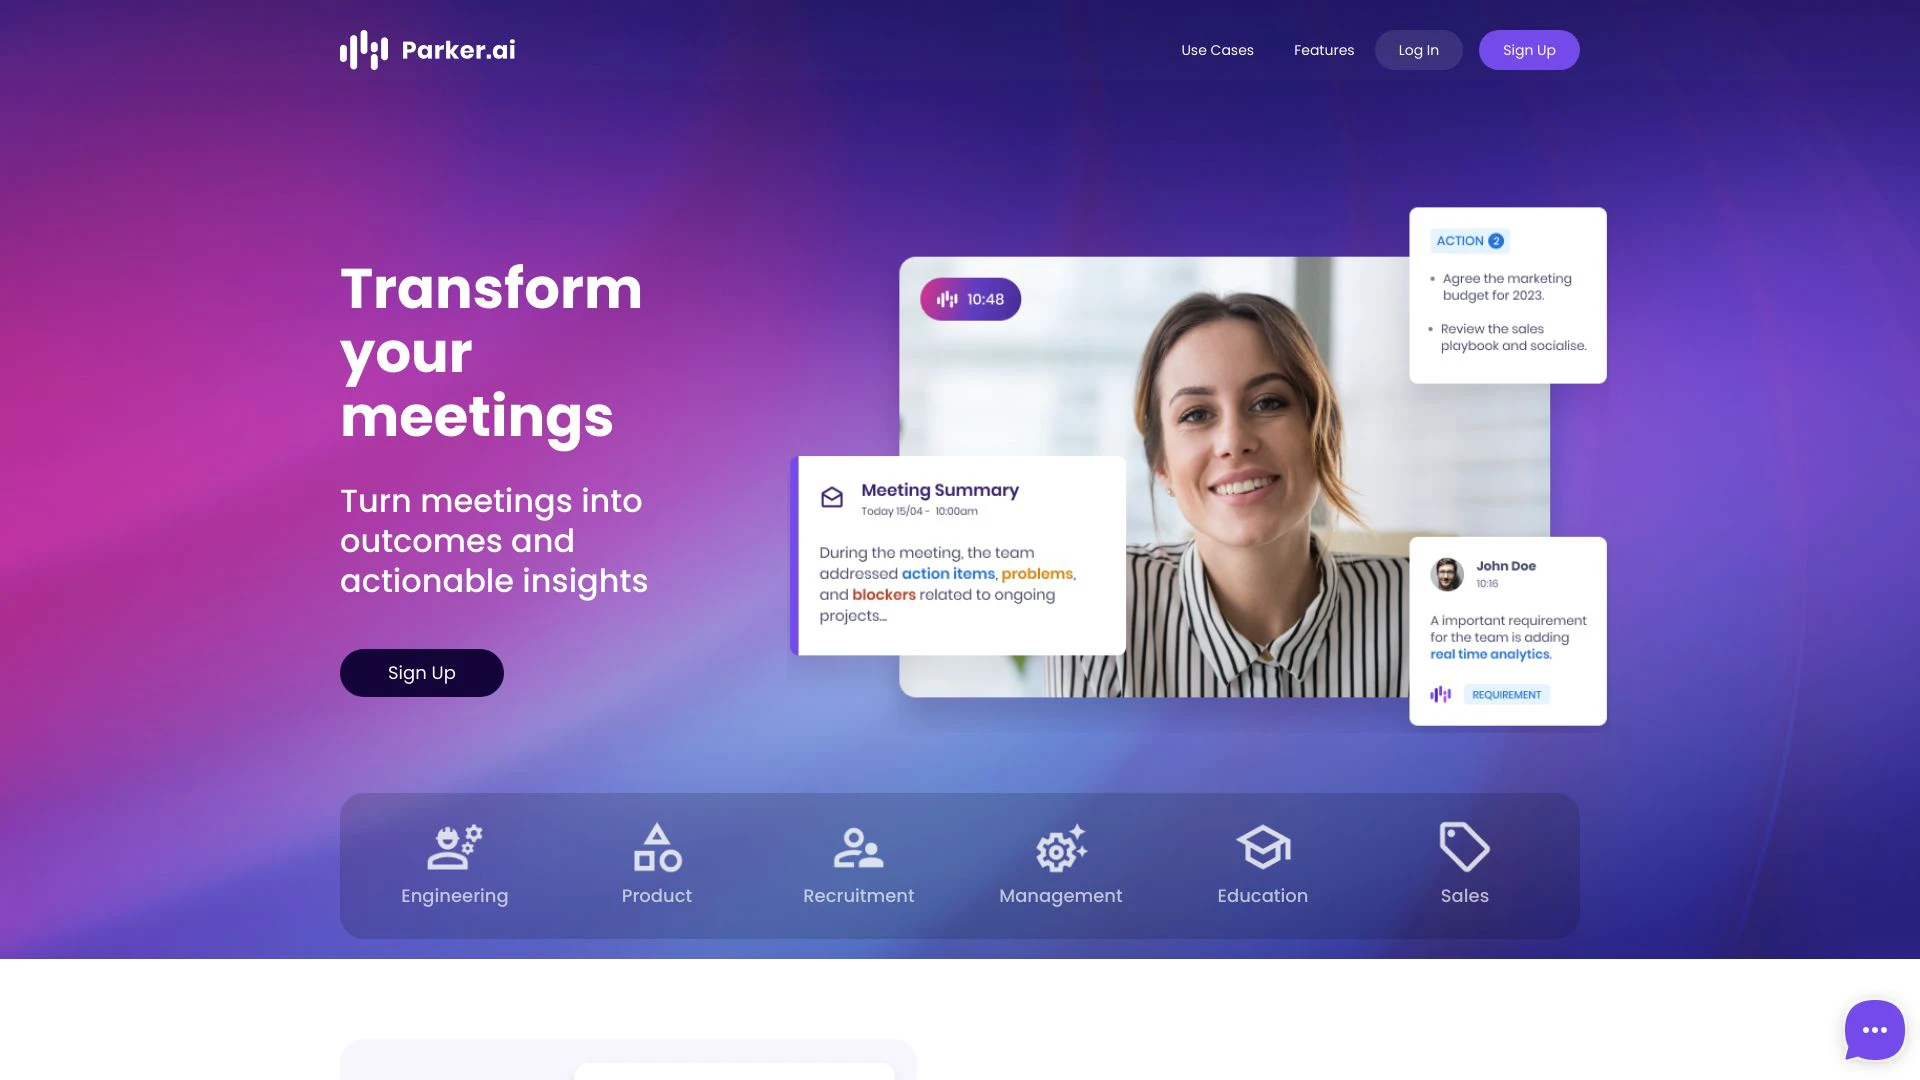 Parker.ai
Use Cases
Features
Log In
Sign Up
Transform
your
meetings
Turn meetings into
outcomes and
actionable insights
Sign Up
10:48
ACTION 2
• Agree the marketing
budget for 2023.
• Review the sales
playbook and socialise.
Meeting Summary
Today 15/04 - 10:00am
During the meeting, the team
addressed action items, problems,
and blockers related to ongoing
projects...
John Doe
10:16
A important requirement
for the team is adding
real time analytics.
REQUIREMENT
Engineering
Product
Recruitment
Management
Education
Sales